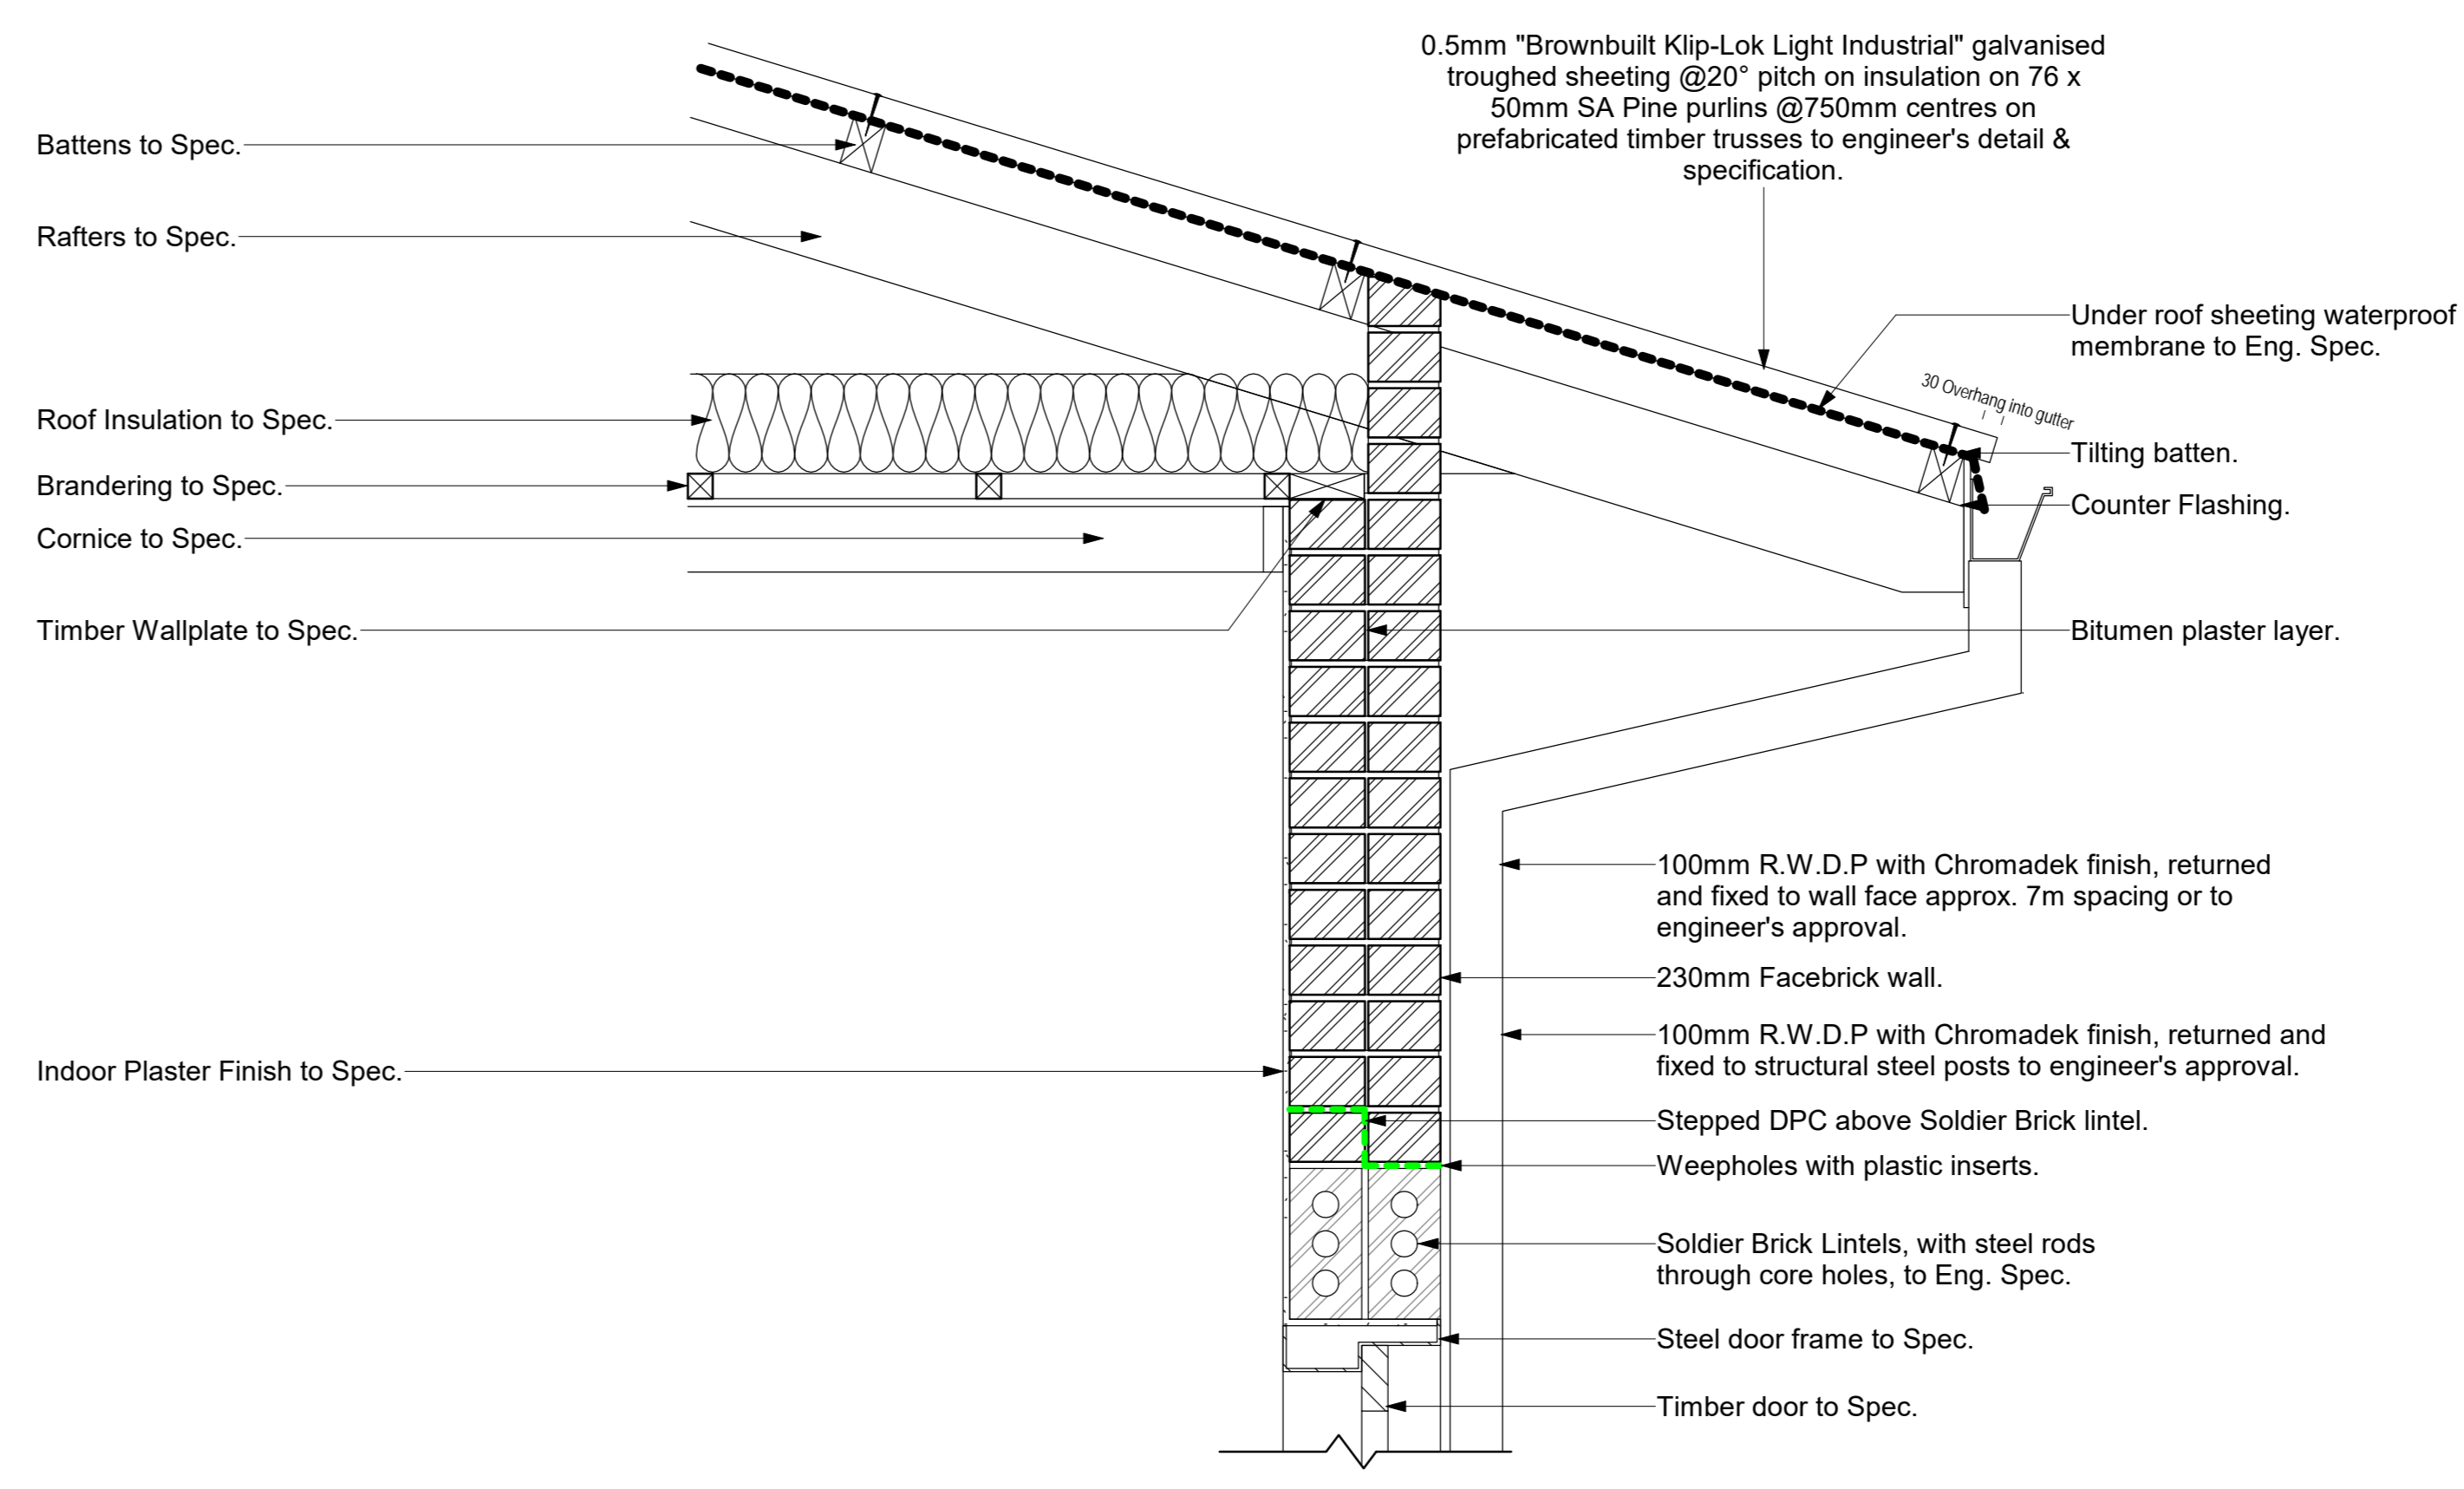 0.5mm "Brownbuilt Klip-Lok Light Industrial" galvanised
troughed sheeting @20° pitch on insulation on 76 x
50mm SA Pine purlins @750mm centres on
prefabricated timber trusses to engineer's detail &
specification.
Battens to Spec.
Rafters to Spec.
Under roof sheeting waterproof
membrane to Eng. Spec.
30 Overhang into gutter
Roof Insulation to Spec.
Tilting batten.
Brandering to Spec.
Counter Flashing.
Cornice to Spec.
Timber Wallplate to Spec.
Bitumen plaster layer.
100mm R.W.D.P with Chromadek finish, returned
and fixed to wall face approx. 7m spacing or to
engineer's approval.
230mm Facebrick wall.
100mm R.W.D.P with Chromadek finish, returned and
fixed to structural steel posts to engineer's approval.
Indoor Plaster Finish to Spec.
Stepped DPC above Soldier Brick lintel.
Weepholes with plastic inserts.
Soldier Brick Lintels, with steel rods
through core holes, to Eng. Spec.
Steel door frame to Spec.
Timber door to Spec.